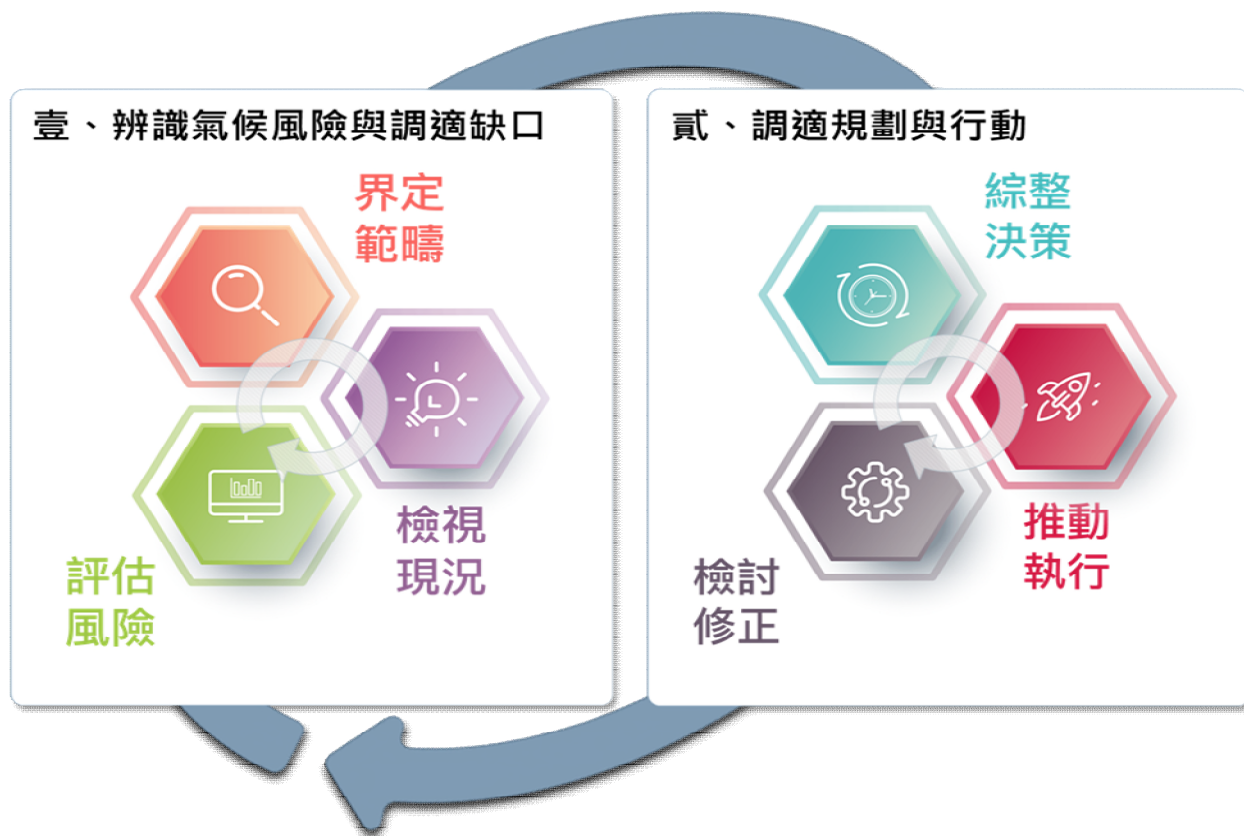 壹、辨識氣候風險與調適缺口
界定
範疇
檢視
現況
評估
風險
貳、調適規劃與行動
綜整
決策
推動
執行
檢討
修正